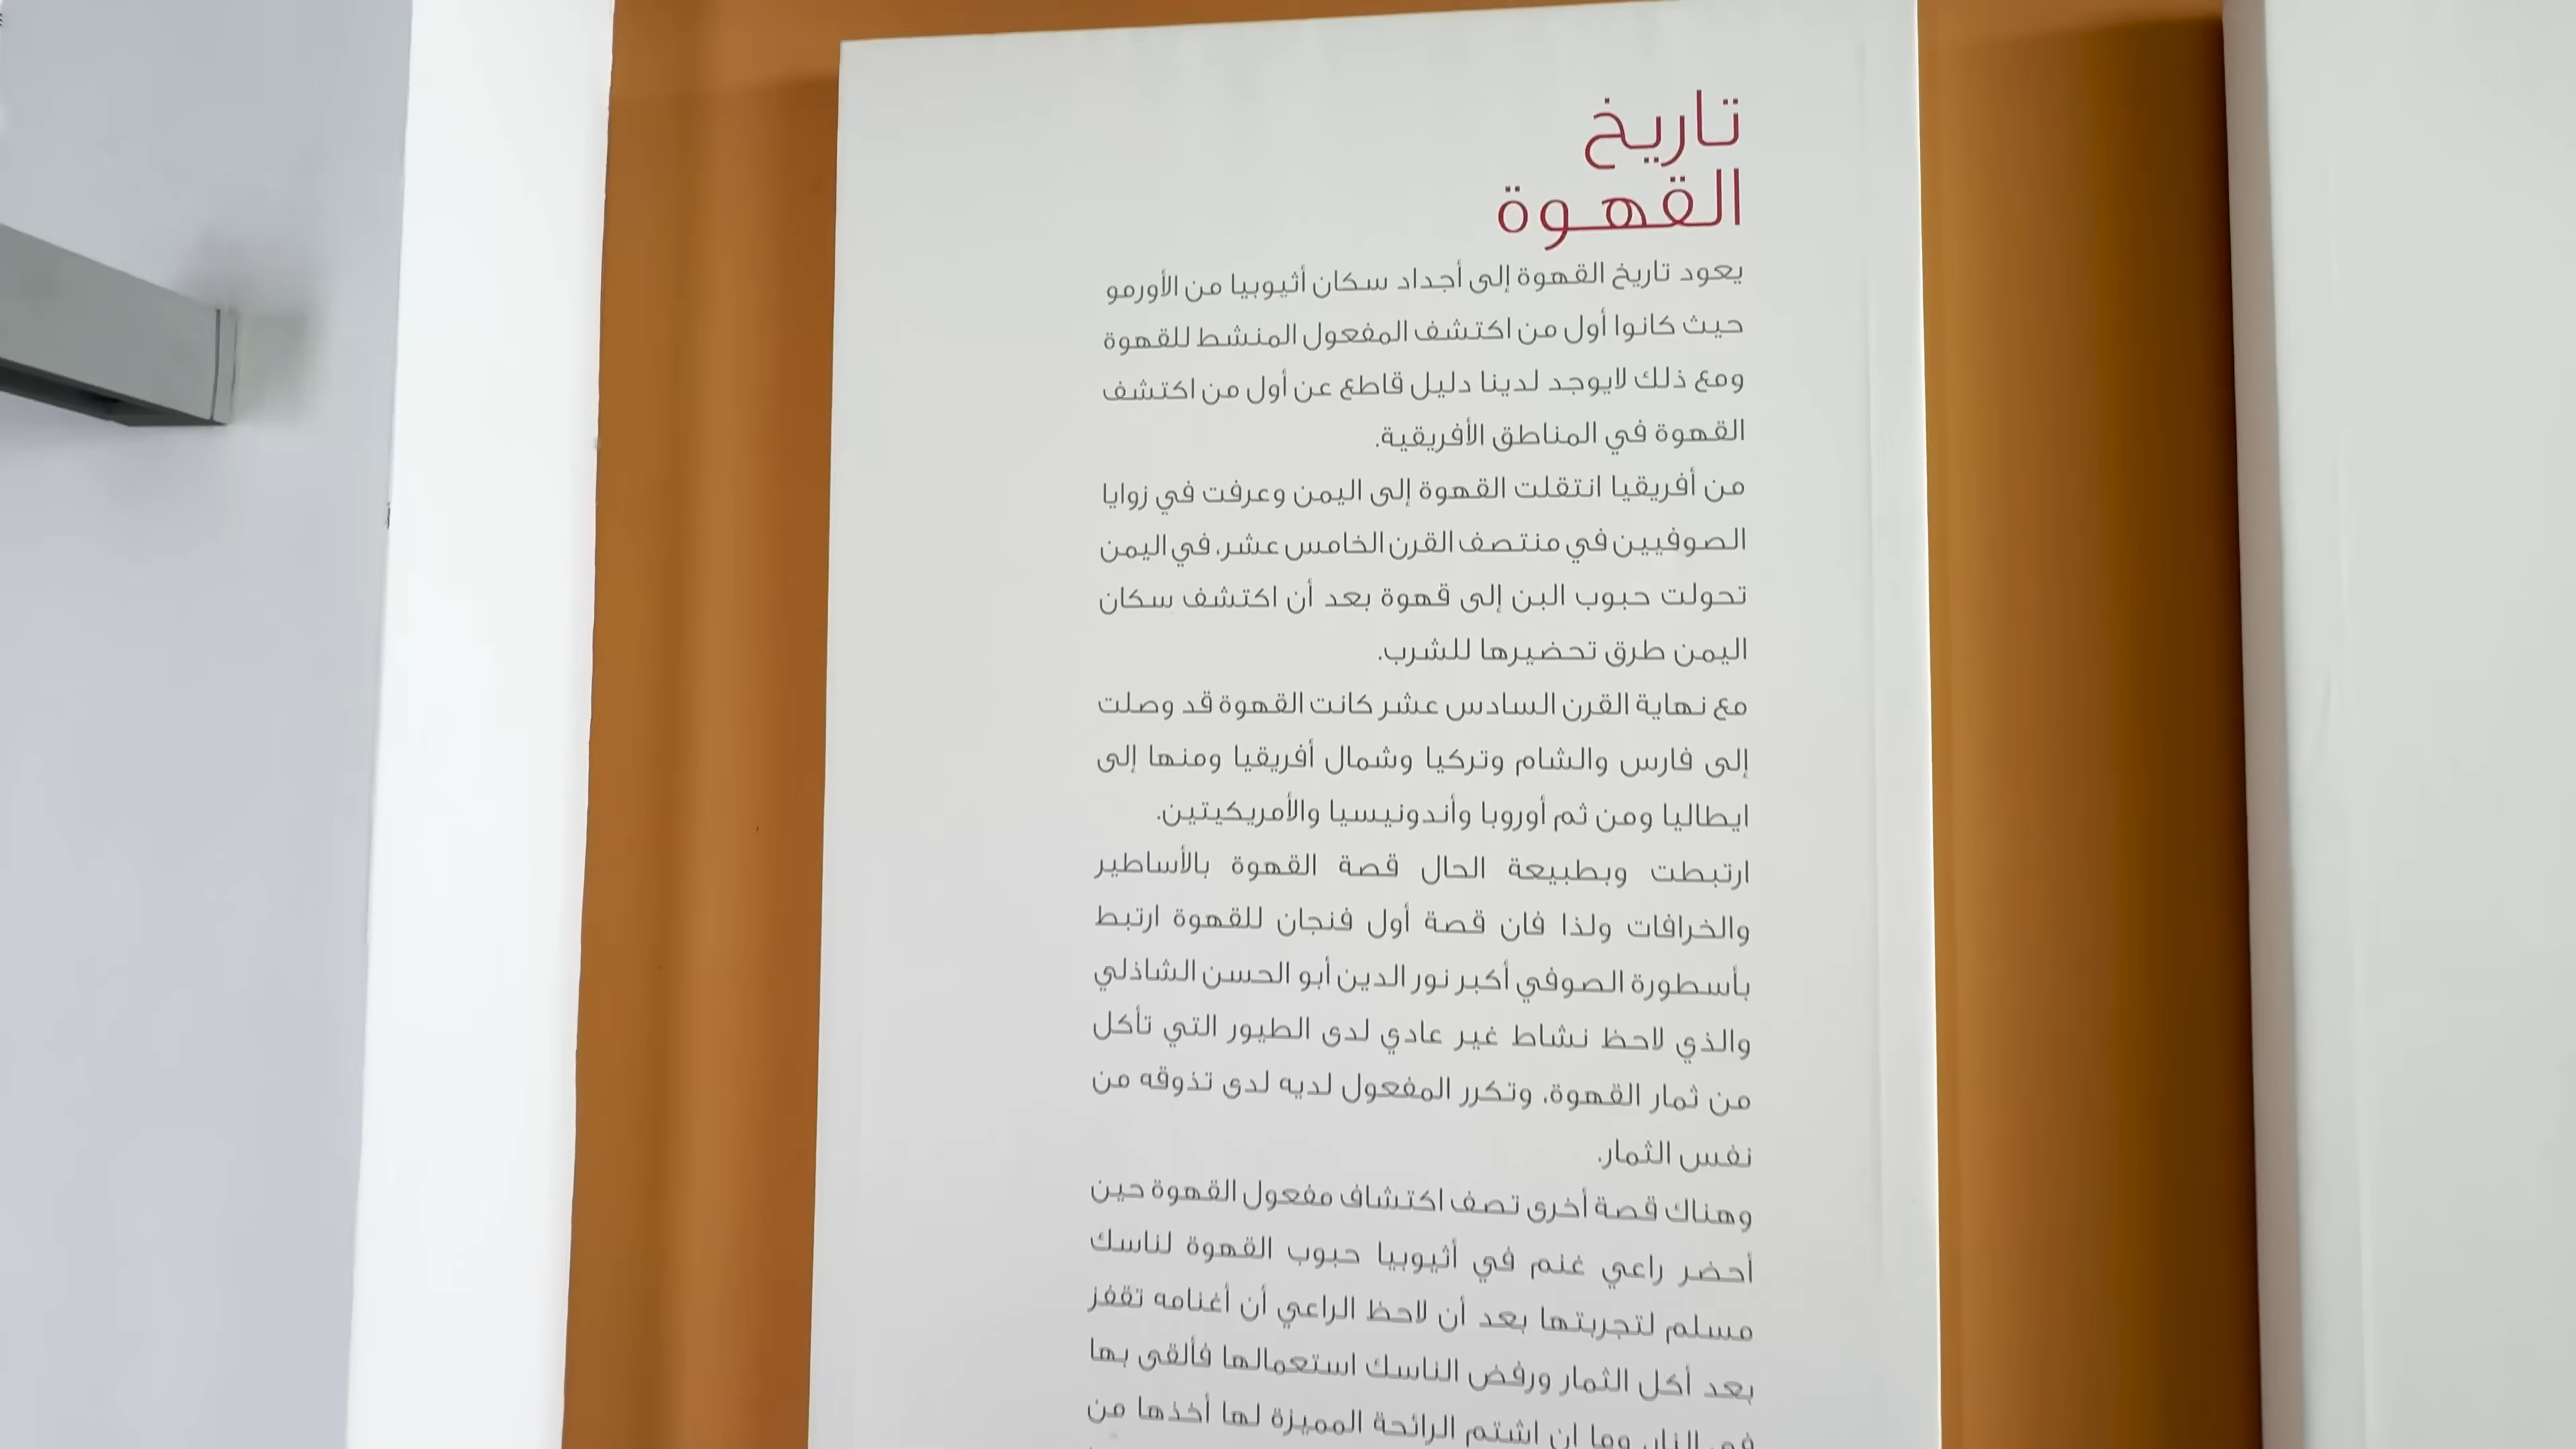 تاريخ
القهوة
يعود تاريخ القهوة إلى أجداد سكان أثيوبيا من الأورمو
حيث كانوا أول من اكتشف المفعول المنشط للقهوة
ومع ذلك لايوجد لدينا دليل قاطع عن أول من اكتشف
القهوة في المناطق الأفريقية.
من أفريقيا انتقلت القهوة إلى اليمن وعرفت في زوايا
الصوفيين في منتصف القرن الخامس عشر، في اليمن
تحولت حبوب البن إلى قهوة بعد أن اكتشف سكان
اليمن طرق تحضيرها للشرب.
مع نهاية القرن السادس عشر كانت القهوة قد وصلت
إلى فارس والشام وتركيا وشمال أفريقيا ومنها إلى
ايطاليا ومن ثم أوروبا وأندونيسيا والأمريكيتين.
ارتبطت وبطبيعة الحال قصة القهوة بالأساطير
والخرافات ولذا فان قصة أول فنجان للقهوة ارتبط
بأسطورة الصوفي أكبر نور الدين أبو الحسن الشاذلي
والذي لاحظ نشاط غير عادي لدى الطيور التي تأكل
من ثمار القهوة، وتكرر المفعول لديه لدى تذوقه من
نفس الثمار.
وهناك قصة أخرى تصف اكتشاف مفعول القهوة حين
أحضر راعي غنم في أثيوبيا حبوب القهوة لناسك
مسلم لتجربتها بعد أن لاحظ الراعي أن أغنامه تقفز
بعد أكل الثمار ورفض الناسك استعمالها فألقى بها
في النار وما ان اشتم الرائحة المميزة لها أخذها من